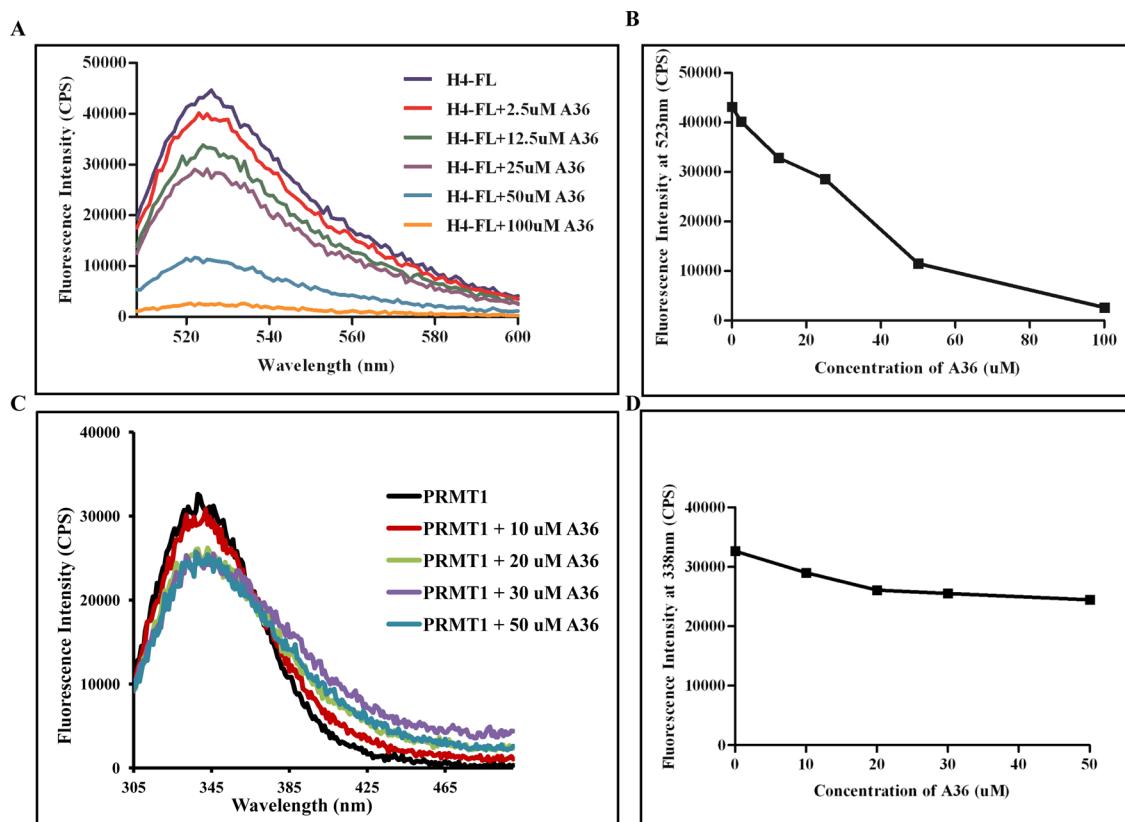 A
Fluorescence Intensity (CPS)
50000
40000
30000
20000
10000
0
520
540
560
580
600
Wavelength (nm)
H4-FL
H4-FL+2.5uM A36
H4-FL+12.5uM A36
H4-FL+25uM A36
H4-FL+50uM A36
H4-FL+100uM A36
B
Fluorescence Intensity at 523nm (CPS)
50000
40000
30000
20000
10000
0
0
20
40
60
80
100
Concentration of A36 (uM)
C
Fluorescence Intensity (CPS)
40000
30000
20000
10000
0
305
345
385
425
465
Wavelength (nm)
PRMT1
PRMT1 + 10 uM A36
PRMT1 + 20 uM A36
PRMT1 + 30 uM A36
PRMT1 + 50 uM A36
D
Fluorescence Intensity at 338nm (CPS)
40000
30000
20000
10000
0
0
10
20
30
40
50
Concentration of A36 (uM)